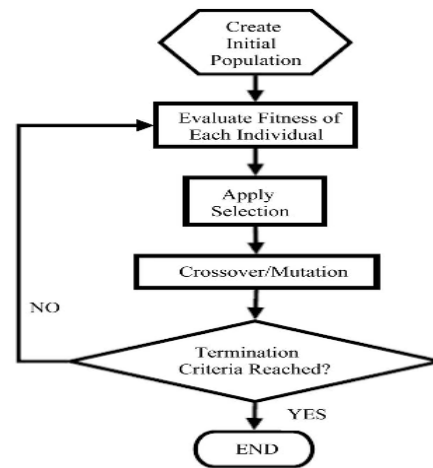 Create
Initial
Population
Evaluate Fitness of
Each Individual
Apply
Selection
Crossover/Mutation
NO
Termination
Criteria Reached?
YES
END